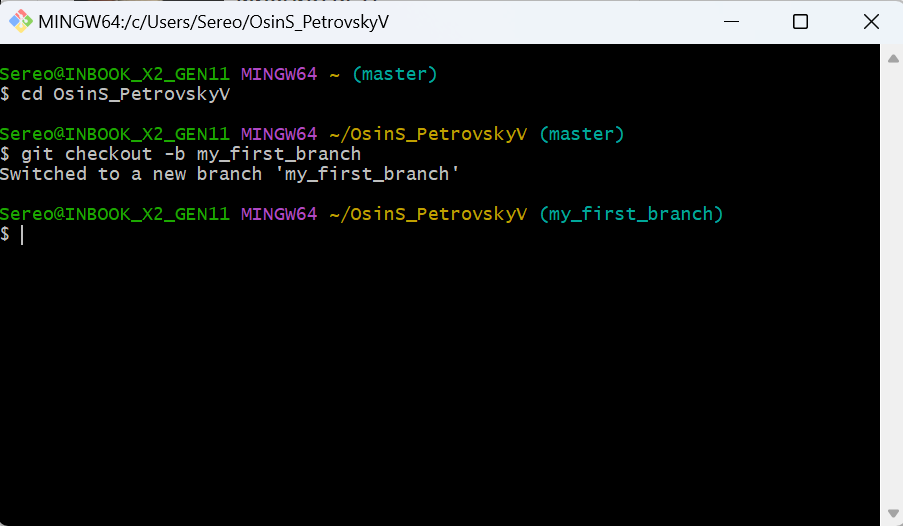 MINGW64:/c/Users/Sereo/OsinS_PetrovskyV
Sereo@INBOOK_X2_GEN11 MINGW64 ~ (master)
$ cd OsinS_PetrovskyV
Sereo@INBOOK_X2_GEN11 MINGW64 ~/OsinS_PetrovskyV (master)
$ git checkout -b my_first_branch
Switched to a new branch 'my_first_branch'
Sereo@INBOOK_X2_GEN11 MINGW64 ~/OsinS_PetrovskyV (my_first_branch)
$